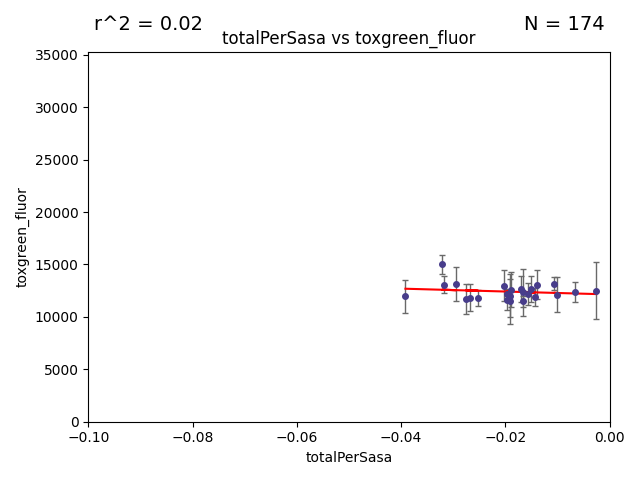 r^2 = 0.02
N = 174
totalPerSasa vs toxgreen_fluor
35000
30000
25000
20000
15000
10000
5000
0
toxgreen_fluor
−0.10
−0.08
−0.06
−0.04
−0.02
0.00
totalPerSasa